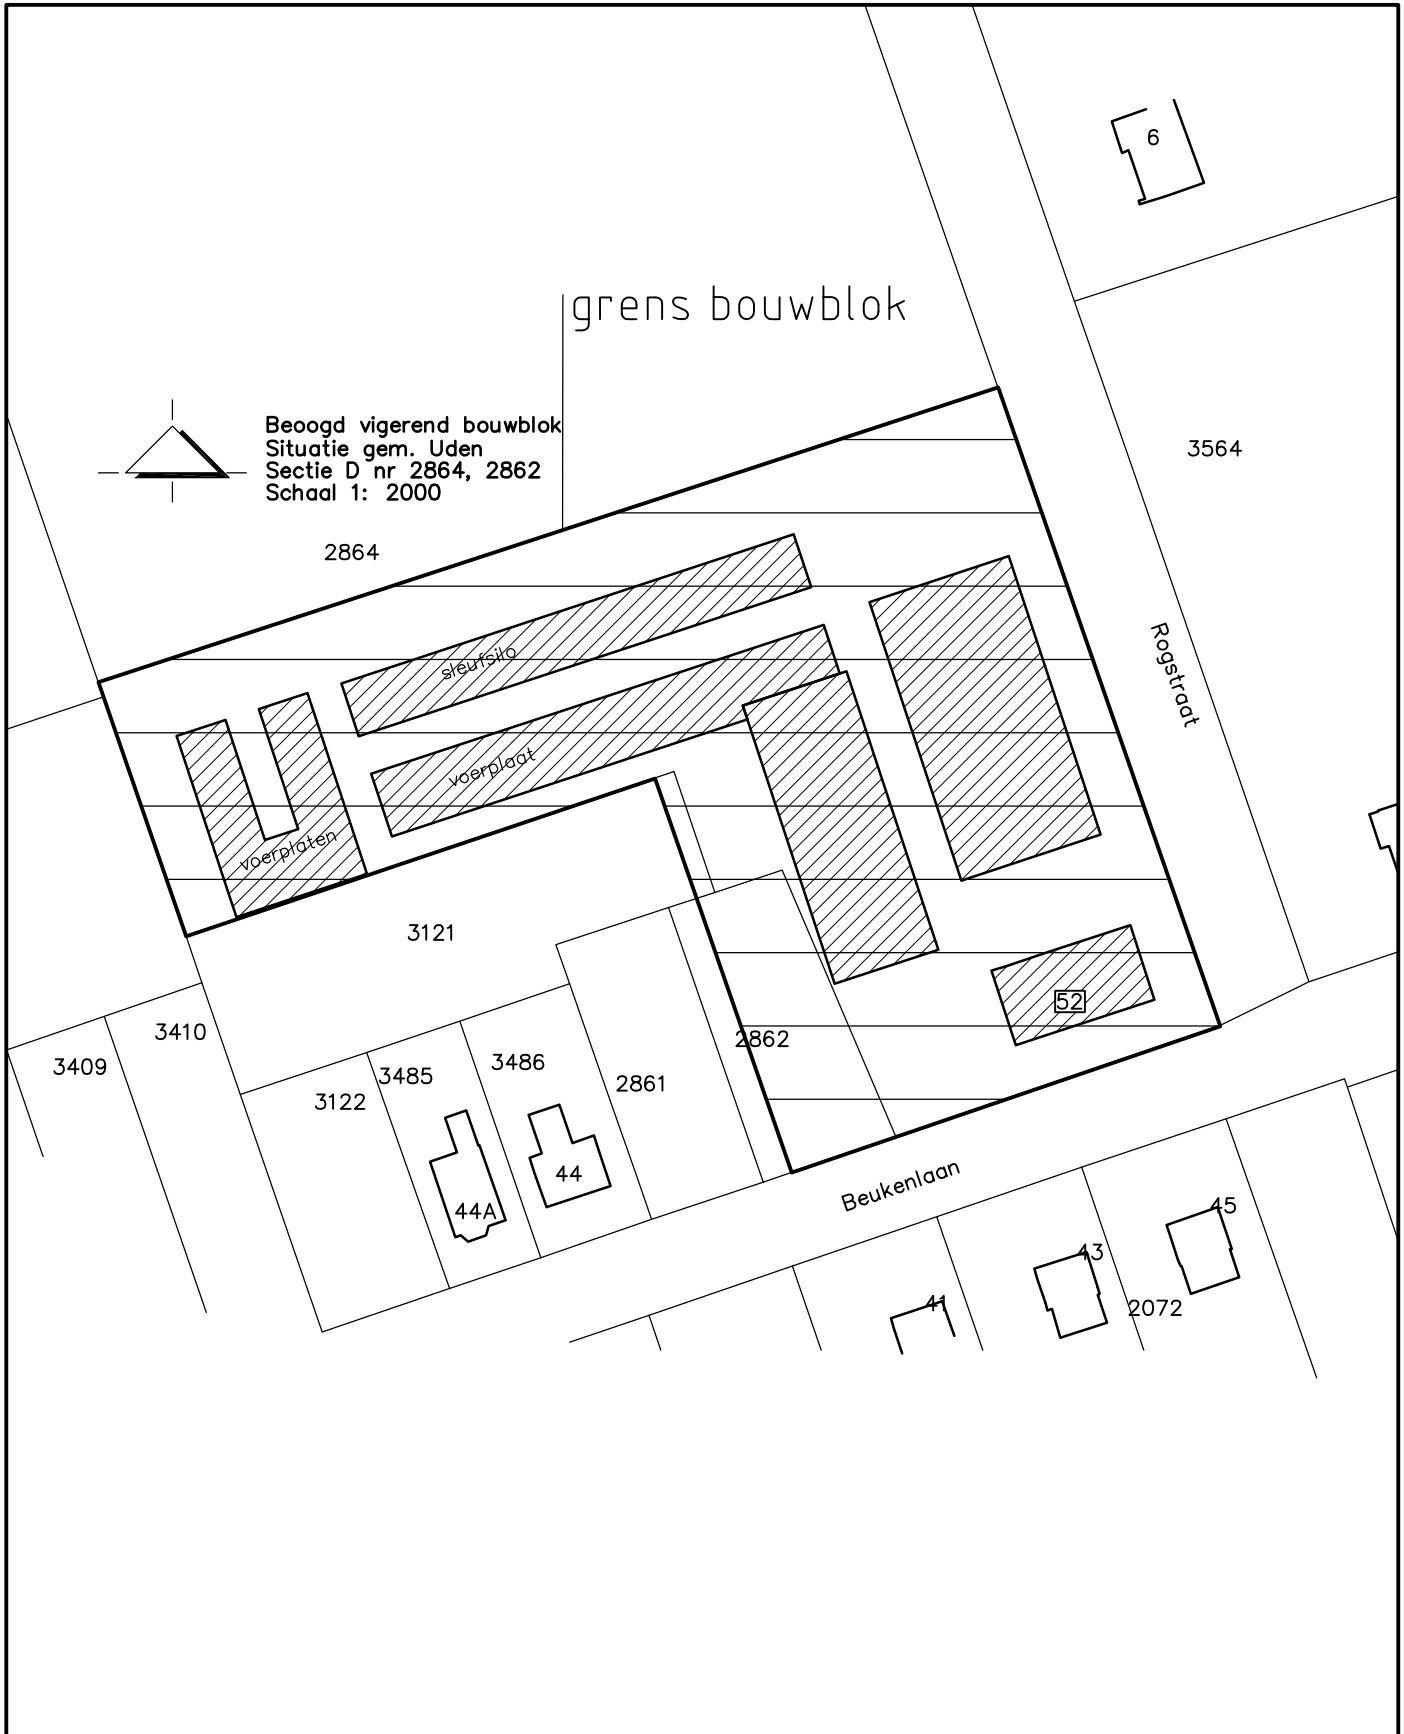 6
grens bouwblok
Beoogd vigerend bouwblok
Situatie gem. Uden
Sectie D nr 2864, 2862
Schaal 1: 2000
3564
2864
Rogstraat
sleufsilo
voerplaat
voerplaten
3121
52
3410
2862
3409
3485
3486
2861
3122
44
Beukenlaan
44A
45
43
41
2072